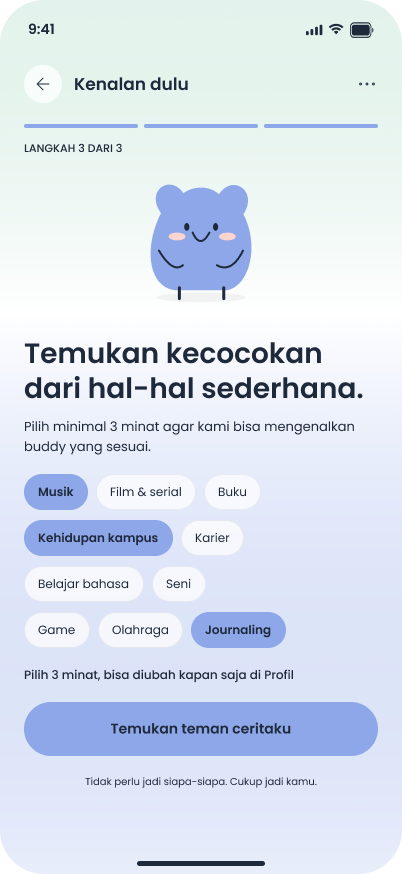 9:41
Kenalan dulu
LANGKAH 3 DARI 3
Temukan kecocokan
dari hal-hal sederhana.
Pilih minimal 3 minat agar kami bisa mengenalkan
buddy yang sesuai.
Musik Film & serial Buku
Kehidupan kampus Karier
Belajar bahasa Seni
Game Olahraga Journaling
Pilih 3 minat, bisa diubah kapan saja di Profil
Temukan teman ceritaku
Tidak perlu jadi siapa-siapa. Cukup jadi kamu.